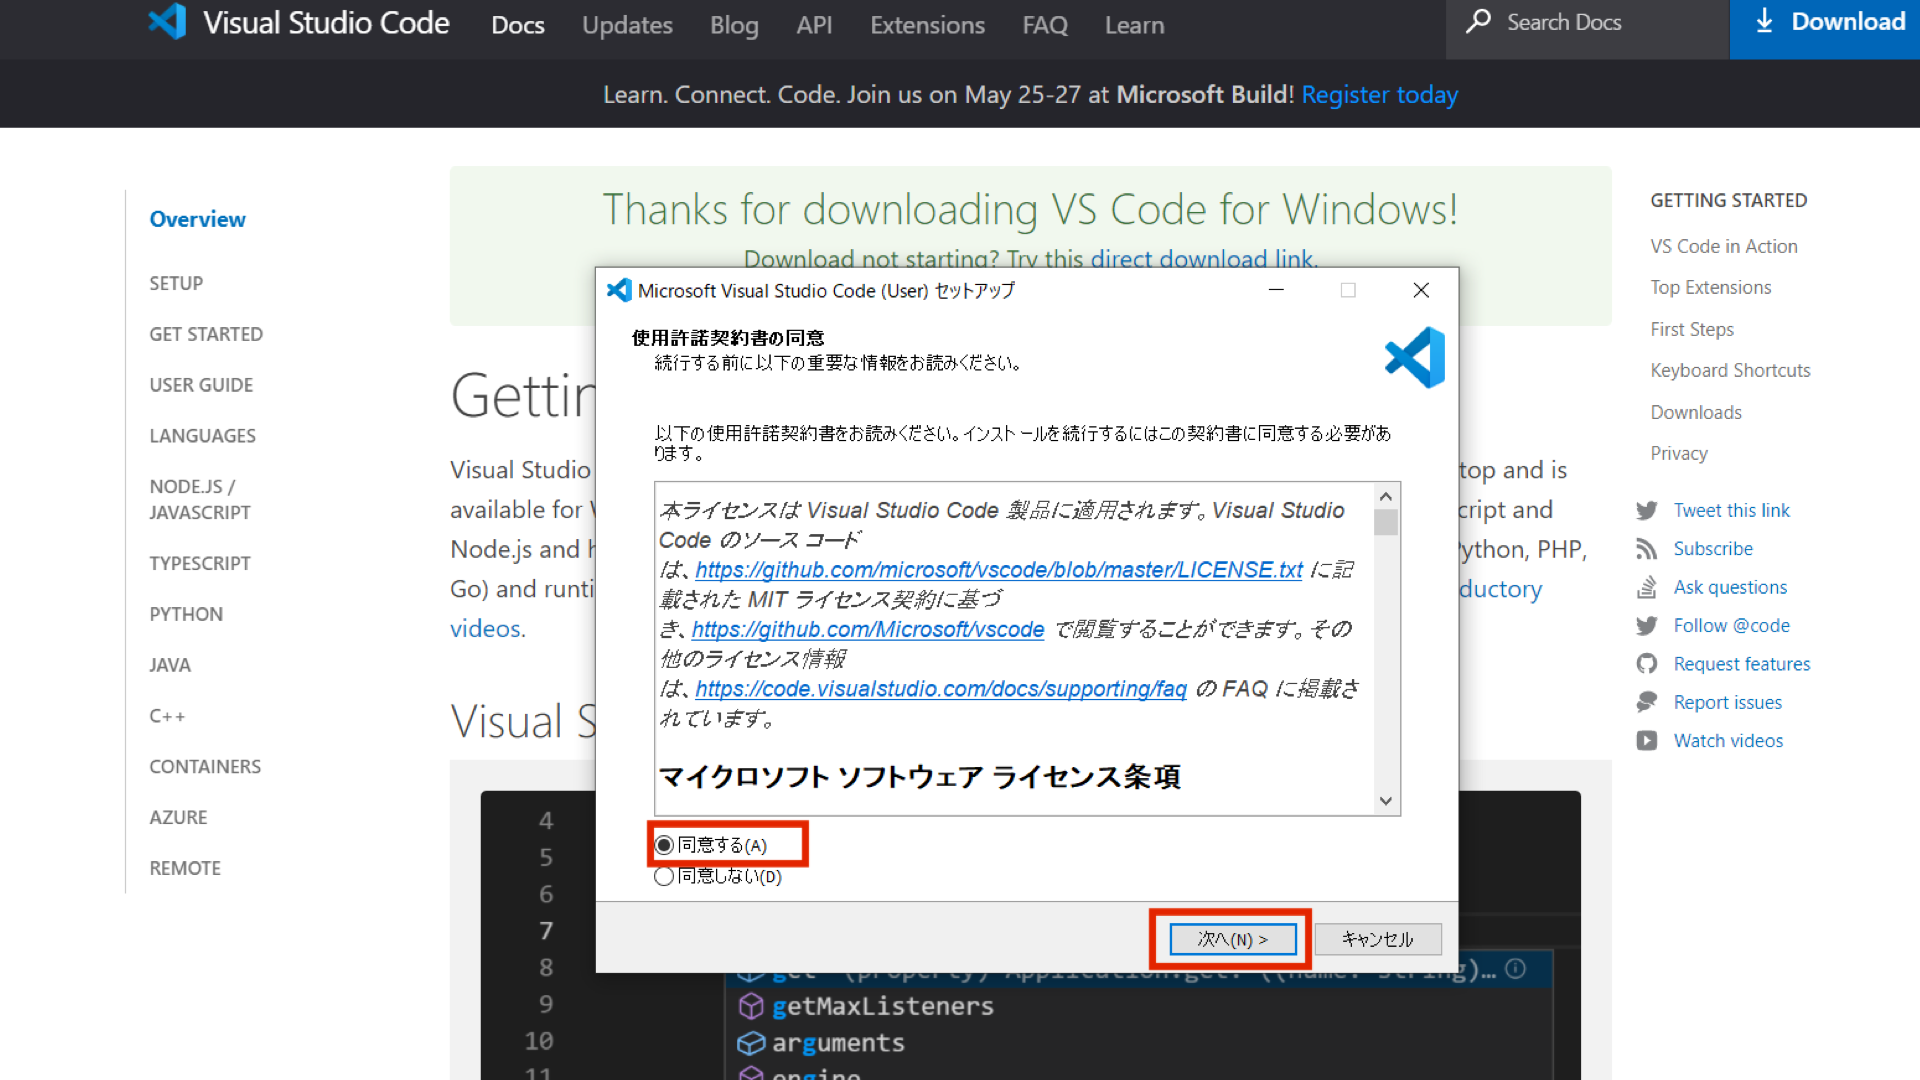 Visual Studio Code
Docs
Updates
Blog
API
Extensions
FAQ
Learn
Search Docs
Download
Learn. Connect. Code. Join us on May 25-27 at Microsoft Build! Register today
Overview
SETUP
GET STARTED
USER GUIDE
LANGUAGES
NODE.JS /
JAVASCRIPT
TYPESCRIPT
PYTHON
JAVA
C++
CONTAINERS
AZURE
REMOTE
Thanks for downloading VS Code for Windows!
Download not starting? Try this direct download link.
Visual Studio
top and is
available for
cript and
Node.js and
Python, PHP,
Go) and
ductory
videos.
Visual S
Microsoft Visual Studio Code (User) セットアップ
使用許諾契約書の同意
続行する前に以下の重要な情報をお読みください。
以下の使用許諾契約書をお読みください。インストールを続行するにはこの契約書に同意する必要があ
ります。
本ライセンスは Visual Studio Code 製品に適用されます。Visual Studio
Code のソース コード
は、https://github.com/microsoft/vscode/blob/master/LICENSE.txt に記
載された MIT ライセンス契約に基づ
き、https://github.com/Microsoft/vscode で閲覧することができます。その
他のライセンス情報
は、https://code.visualstudio.com/docs/supporting/faq の FAQ に掲載さ
れています。
マイクロソフト ソフトウェア ライセンス条項
同意する(A)
同意しない(D)
次へ(N) >
キャンセル
4
5
6
7
8
9
10
11
getMaxListeners
arguments
engine
GETTING STARTED
VS Code in Action
Top Extensions
First Steps
Keyboard Shortcuts
Downloads
Privacy
Tweet this link
Subscribe
Ask questions
Follow @code
Request features
Report issues
Watch videos